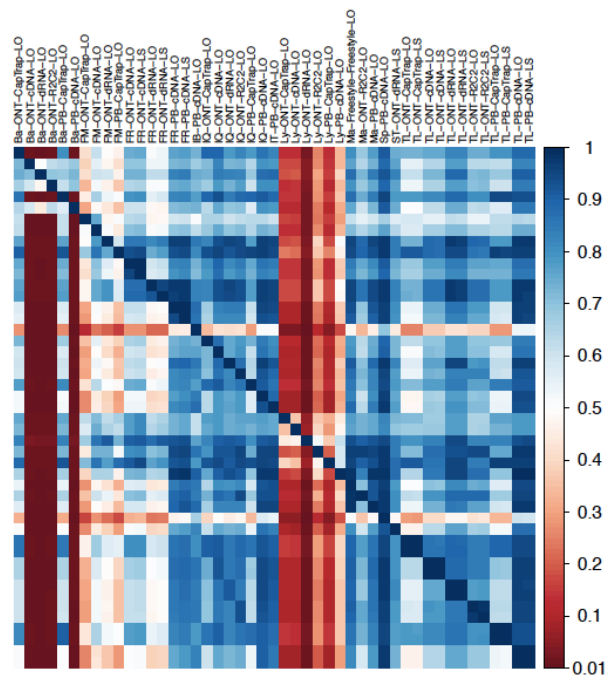 Ba–ONT–CapTrap–LO
Ba–ONT–cDNA–LO
Ba–ONT–dRNA–LO
Ba–ONT–R2C2–LO
Ba–PB–CapTrap–LO
Ba–PB–cDNA–LO
FM–ONT–CapTrap–LO
FM–ONT–cDNA–LO
FM–ONT–dRNA–LO
FM–PB–CapTrap–LO
FR–ONT–cDNA–LO
FR–ONT–cDNA–LS
FR–ONT–dRNA–LO
FR–ONT–dRNA–LS
FR–PB–cDNA–LO
FR–PB–cDNA–LS
IB–PB–cDNA–LO
IQ–ONT–CapTrap–LO
IQ–ONT–cDNA–LO
IQ–ONT–dRNA–LO
IQ–ONT–R2C2–LO
IQ–PB–CapTrap–LO
IQ–PB–cDNA–LO
IT–PB–cDNA–LO
Ly–ONT–CapTrap–LO
Ly–ONT–cDNA–LO
Ly–ONT–dRNA–LO
Ly–ONT–R2C2–LO
Ly–PB–CapTrap–LO
Ly–PB–cDNA–LO
Ma–Freestyle–Freestyle–LO
Ma–ONT–R2C2–LO
Ma–PB–cDNA–LO
Sp–PB–cDNA–LO
ST–ONT–dRNA–LS
TL–ONT–CapTrap–LO
TL–ONT–CapTrap–LS
TL–ONT–cDNA–LO
TL–ONT–cDNA–LS
TL–ONT–dRNA–LO
TL–ONT–dRNA–LS
TL–ONT–R2C2–LO
TL–ONT–R2C2–LS
TL–PB–CapTrap–LO
TL–PB–CapTrap–LS
TL–PB–cDNA–LO
TL–PB–cDNA–LS
1
0.9
0.8
0.7
0.6
0.5
0.4
0.3
0.2
0.1
0.01